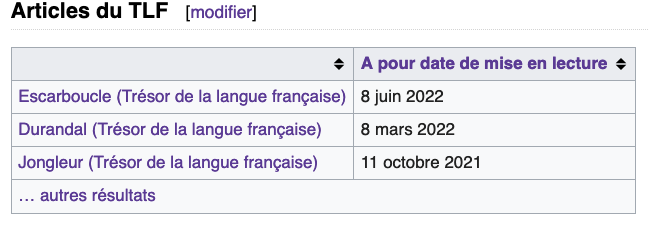 Articles du TLF [modifier]
A pour date de mise en lecture
Escarboucle (Trésor de la langue française) 8 juin 2022
Durandal (Trésor de la langue française) 8 mars 2022
Jongleur (Trésor de la langue française) 11 octobre 2021
… autres résultats